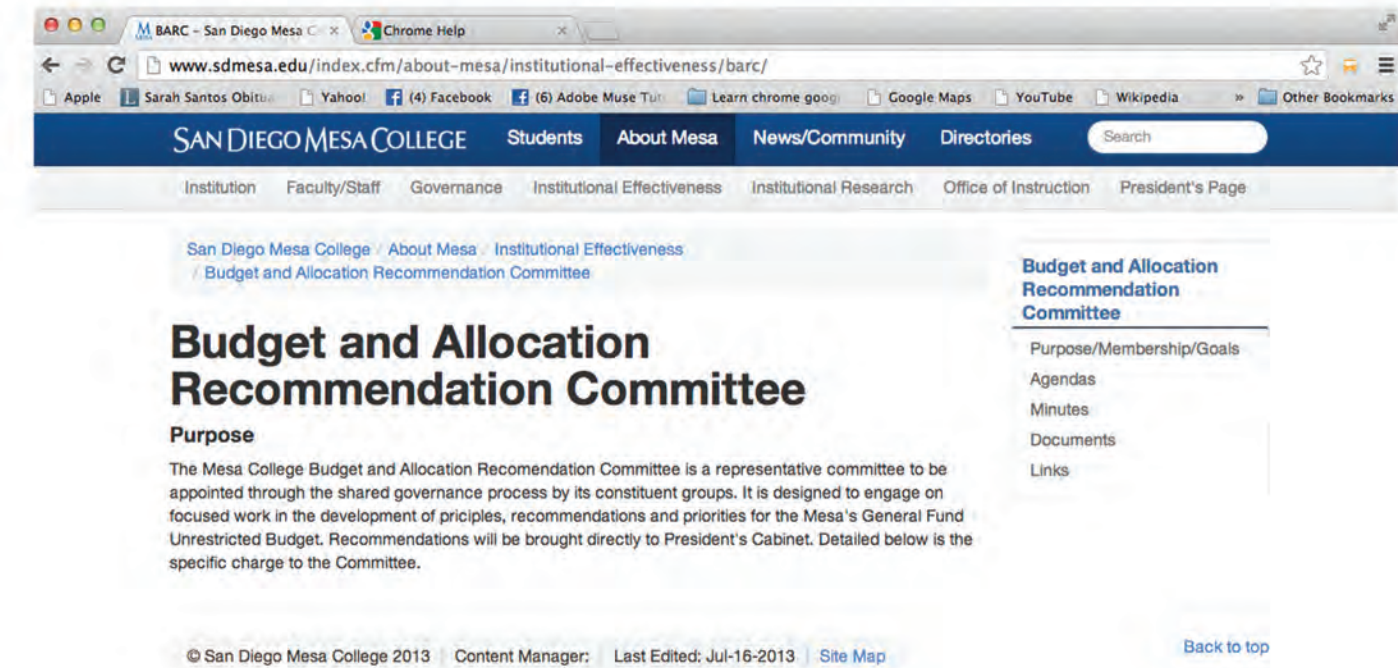 BARC – San Diego Mesa C
Chrome Help
www.sdmesa.edu/index.cfm/about-mesa/institutional-effectiveness/barc/
Apple Sarah Santos Obitua Yahoo! (4) Facebook (6) Adobe Muse Tut Learn chrome goog Google Maps YouTube Wikipedia » Other Bookmarks
SAN DIEGO MESA COLLEGE Students About Mesa News/Community Directories Search
Institution Faculty/Staff Governance Institutional Effectiveness Institutional Research Office of Instruction President's Page
San Diego Mesa College / About Mesa / Institutional Effectiveness
/ Budget and Allocation Recommendation Committee
Budget and Allocation
Recommendation Committee
Purpose
The Mesa College Budget and Allocation Recomendation Committee is a representative committee to be
appointed through the shared governance process by its constituent groups. It is designed to engage on
focused work in the development of priciples, recommendations and priorities for the Mesa's General Fund
Unrestricted Budget. Recommendations will be brought directly to President's Cabinet. Detailed below is the
specific charge to the Committee.
Budget and Allocation
Recommendation
Committee
Purpose/Membership/Goals
Agendas
Minutes
Documents
Links
© San Diego Mesa College 2013 | Content Manager: | Last Edited: Jul-16-2013 | Site Map
Back to top